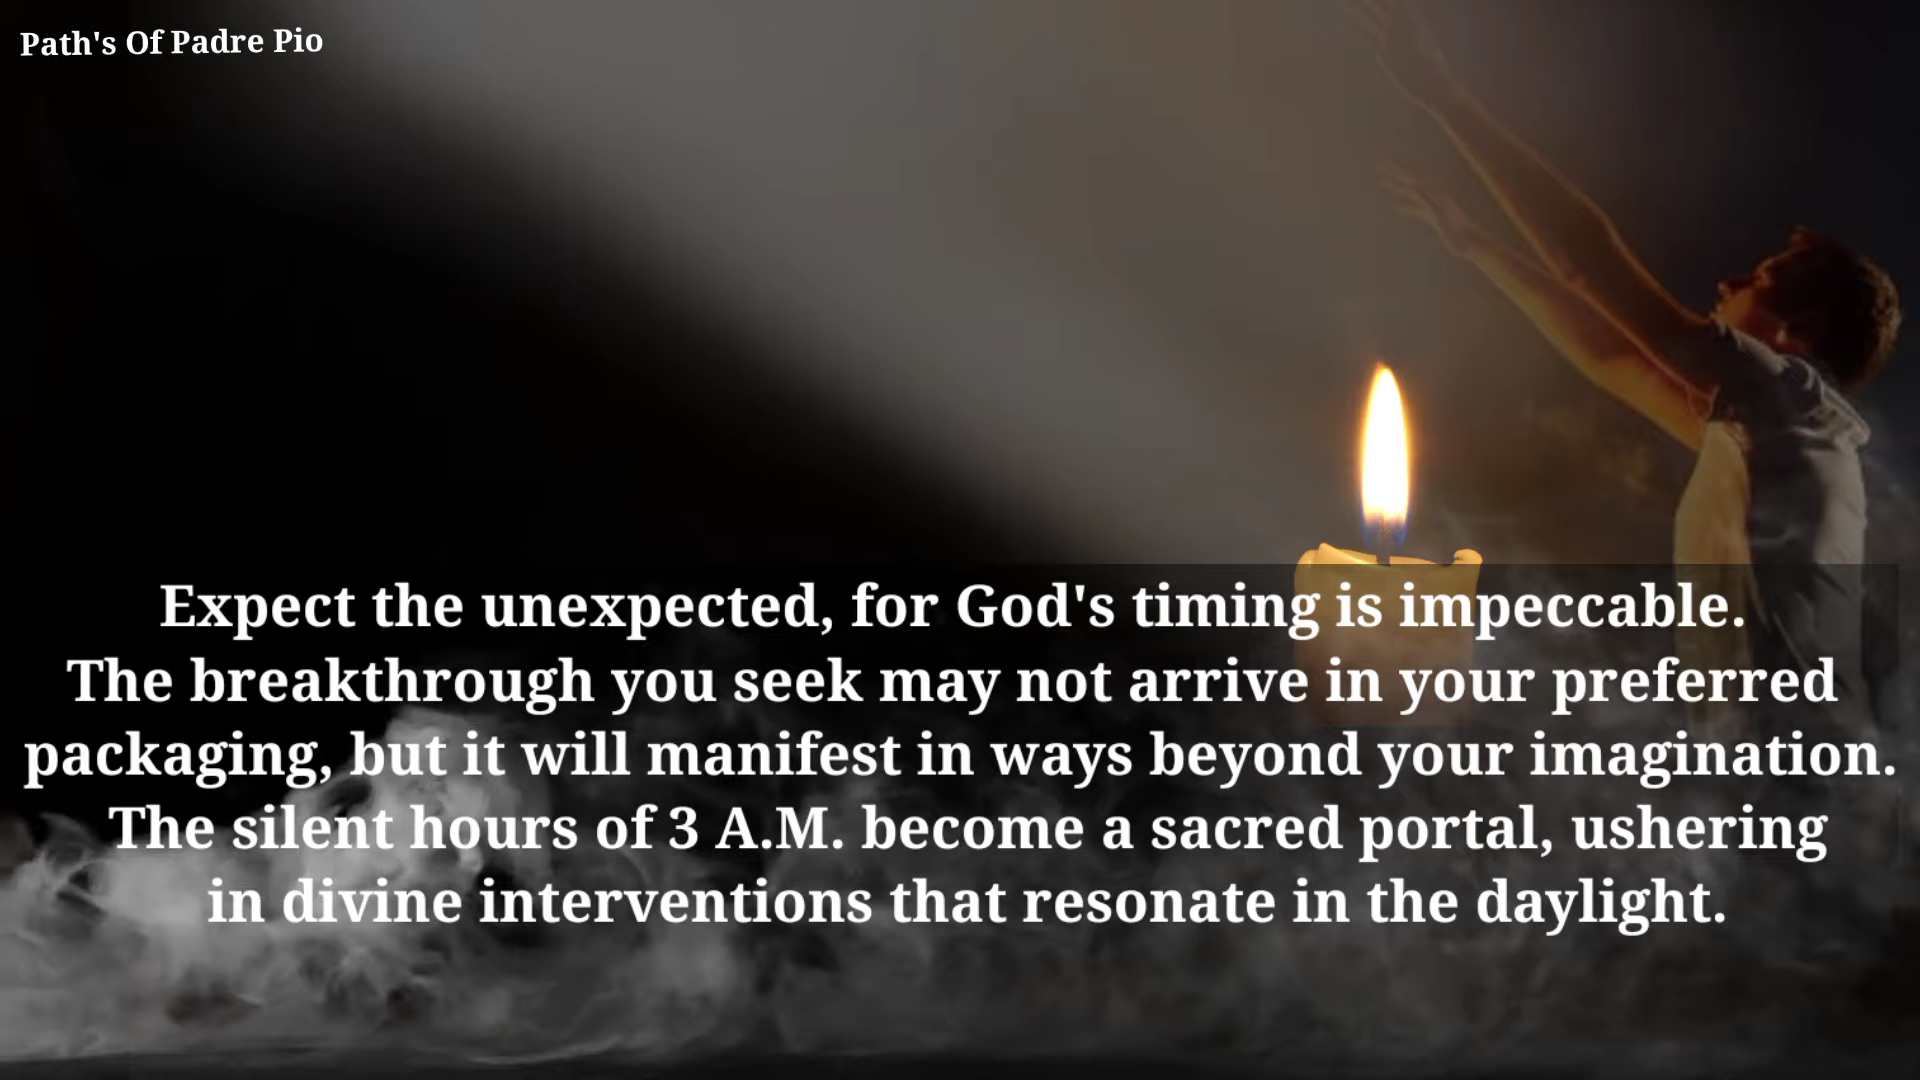 Path's Of Padre Pio
Expect the unexpected, for God's timing is impeccable.
The breakthrough you seek may not arrive in your preferred
packaging, but it will manifest in ways beyond your imagination.
The silent hours of 3 A.M. become a sacred portal, ushering
in divine interventions that resonate in the daylight.